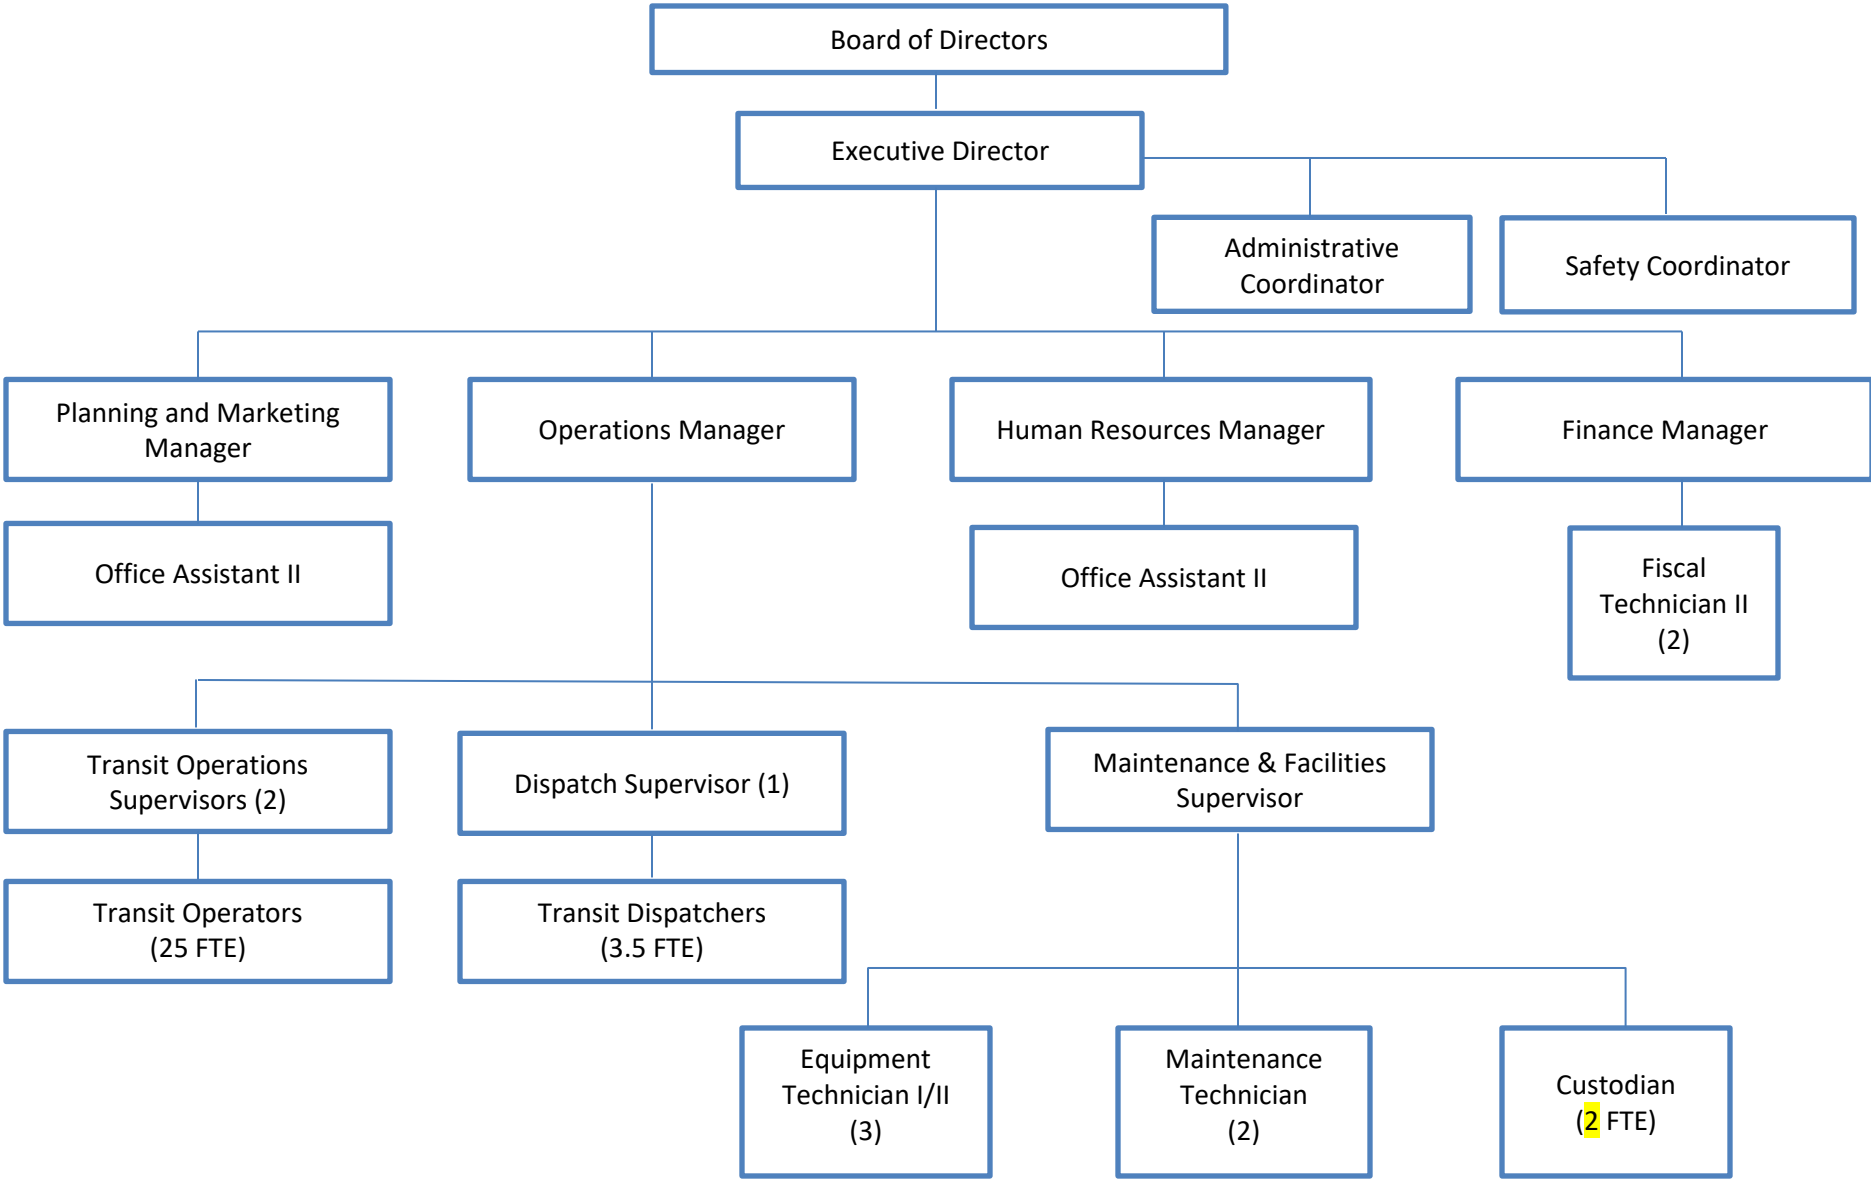 Board of Directors
Executive Director
Administrative
Coordinator
Safety Coordinator
Planning and Marketing
Manager
Operations Manager
Human Resources Manager
Finance Manager
Office Assistant II
Office Assistant II
Fiscal
Technician II
(2)
Transit Operations
Supervisors (2)
Dispatch Supervisor (1)
Maintenance & Facilities
Supervisor
Transit Operators
(25 FTE)
Transit Dispatchers
(3.5 FTE)
Equipment
Technician I/II
(3)
Maintenance
Technician
(2)
Custodian
(2 FTE)